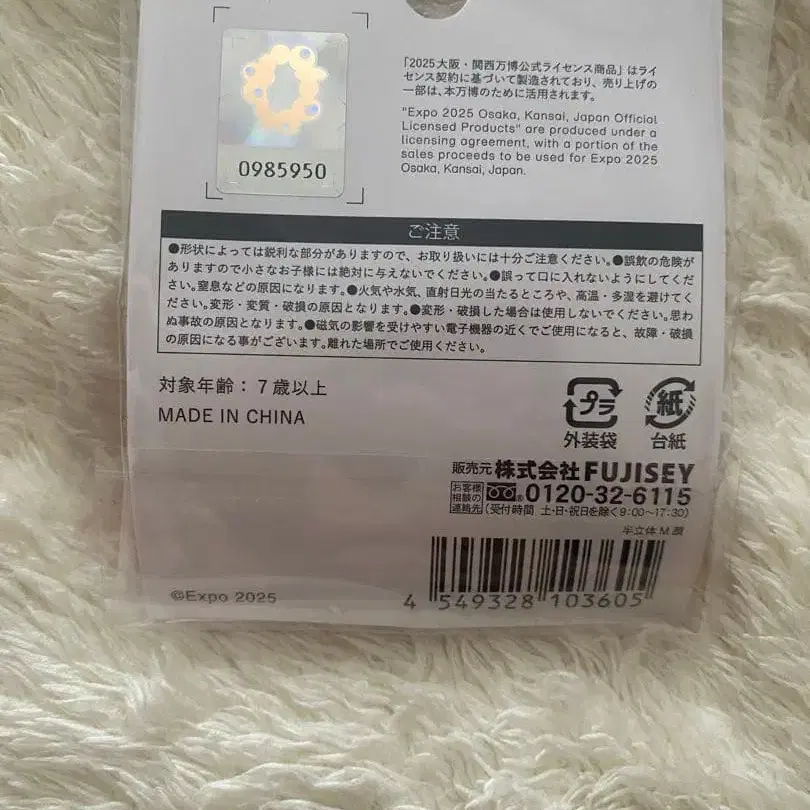 0985950
「2025大阪・関西万博公式ライセンス商品」はライ
センス契約に基づいて製造されており、売り上げの
一部は、本万博のために活用されます。
"Expo 2025 Osaka, Kansai, Japan Official
Licensed Products" are produced under a
licensing agreement, with a portion of the
sales proceeds to be used for Expo 2025
Osaka, Kansai, Japan.
ご注意
●形状によっては鋭利な部分がありますので、お取り扱いには十分ご注意ください。●誤飲の危険が
ありますので小さなお子様には絶対に与えないでください。●誤って口に入れないようにしてくだ
さい。窒息などの原因になります。●火気や水気、直射日光の当たるところや、高温・多湿を避けてく
ださい。変形・変質・破損の原因となります。●変形・破損した場合は使用しないでください。思わ
ぬ事故の原因となります。●磁気の影響を受けやすい電子機器の近くでご使用になると、故障・破損
の原因になる事がございます。離れた場所でご使用ください。
対象年齢：7歳以上
MADE IN CHINA
プラ
外装袋
紙
台紙
販売元 株式会社FUJISEY
お客様相談の連絡先 0120-32-6115
(受付時間 土・日・祝日を除く9:00~17:30)
半立体M 顔
©Expo 2025
4 549328 103605